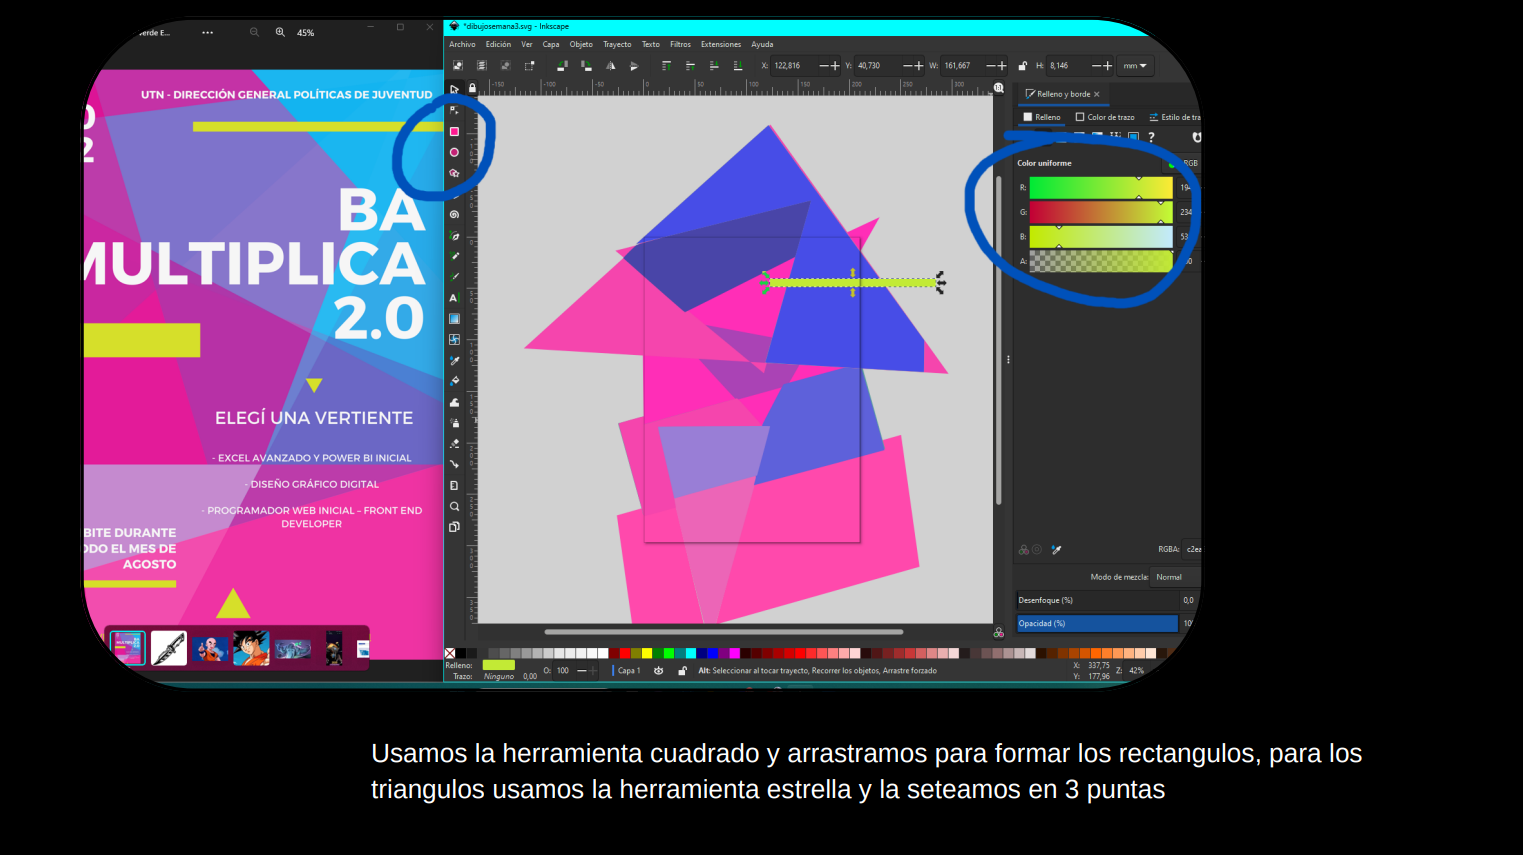 erde E...
45%
UTN - DIRECCIÓN GENERAL POLÍTICAS DE JUVENTUD
2
BA
MULTIPLICA
2.0
ELEGÍ UNA VERTIENTE
- EXCEL AVANZADO Y POWER BI INICIAL
- DISEÑO GRÁFICO DIGITAL
- PROGRAMADOR WEB INICIAL - FRONT END
DEVELOPER
BITE DURANTE
ODO EL MES DE
AGOSTO
*dibujosemana3.svg - Inkscape
Archivo Edición Ver Capa Objeto Trayecto Texto Filtros Extensiones Ayuda
X: 122,816 Y: 40,730 W: 161,667 H: 8,146 mm
Relleno y borde
Relleno Color de trazo Estilo de tra
Color uniforme RGB
R: 194
G: 234
B: 53
A:
RGBA: c2ea
Modo de mezcla: Normal
Desenfoque (%) 0,0
Opacidad (%) 10
Relleno:
Trazo: Ninguno 0,00
O: 100
Capa 1
Alt: Seleccionar al tocar trayecto, Recorrer los objetos, Arrastre forzado
X: 337,75
Y: 177,96
Z: 42%
Usamos la herramienta cuadrado y arrastramos para formar los rectangulos, para los
triangulos usamos la herramienta estrella y la seteamos en 3 puntas